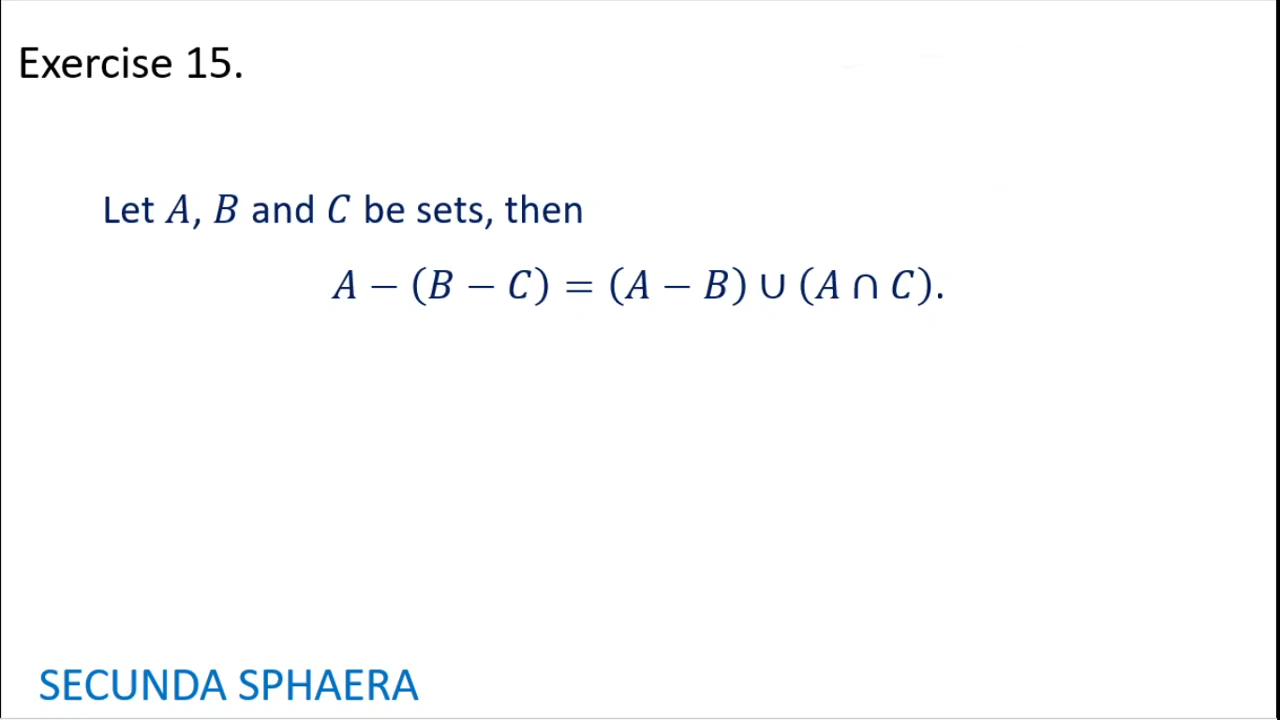 Exercise 15.
Let A, B and C be sets, then
A − (B − C) = (A − B) ∪ (A ∩ C).
SECUNDA SPHAERA